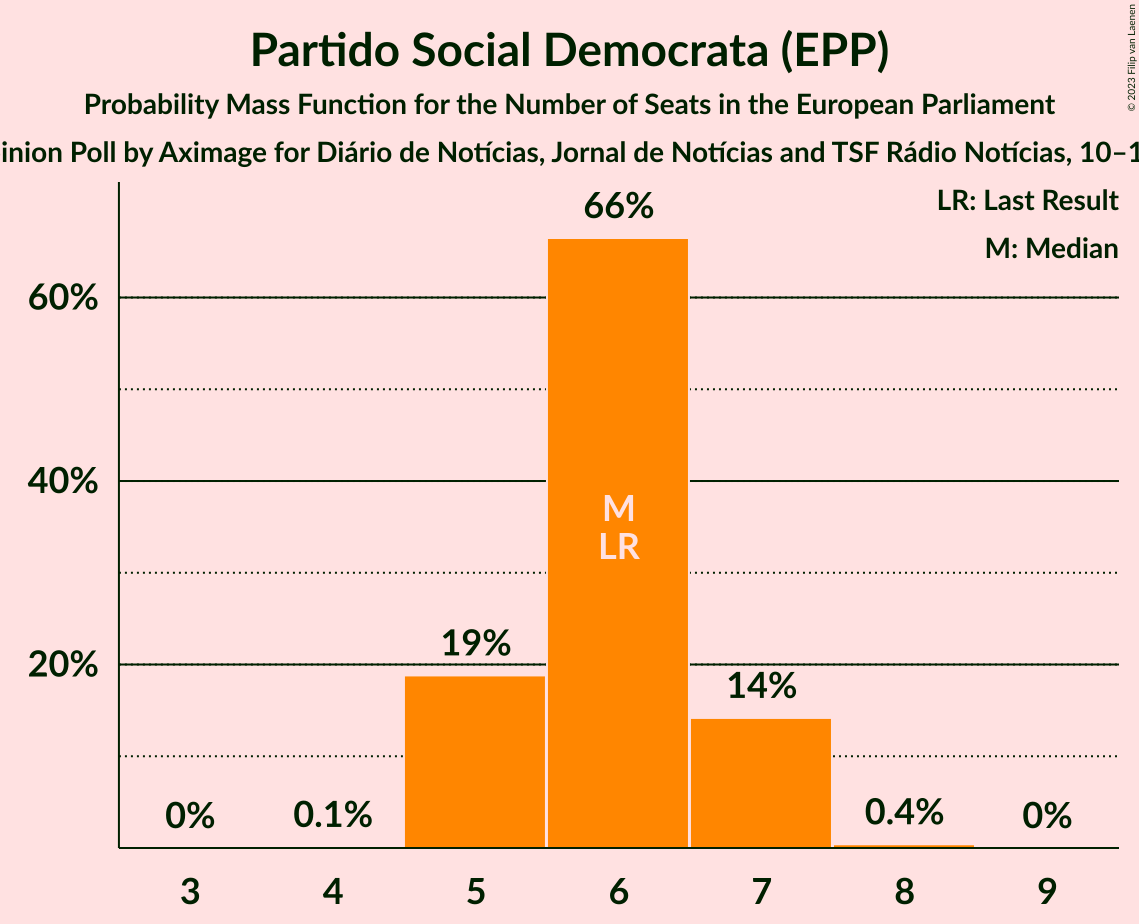 Partido Social Democrata (EPP)
Probability Mass Function for the Number of Seats in the European Parliament
inion Poll by Aximage for Diário de Notícias, Jornal de Notícias and TSF Rádio Notícias, 10–1
© 2023 Filip van Laenen
LR: Last Result
M: Median
66%
60%
40%
M
LR
20%
19%
14%
0%
0.1%
0.4%
0%
3 4 5 6 7 8 9